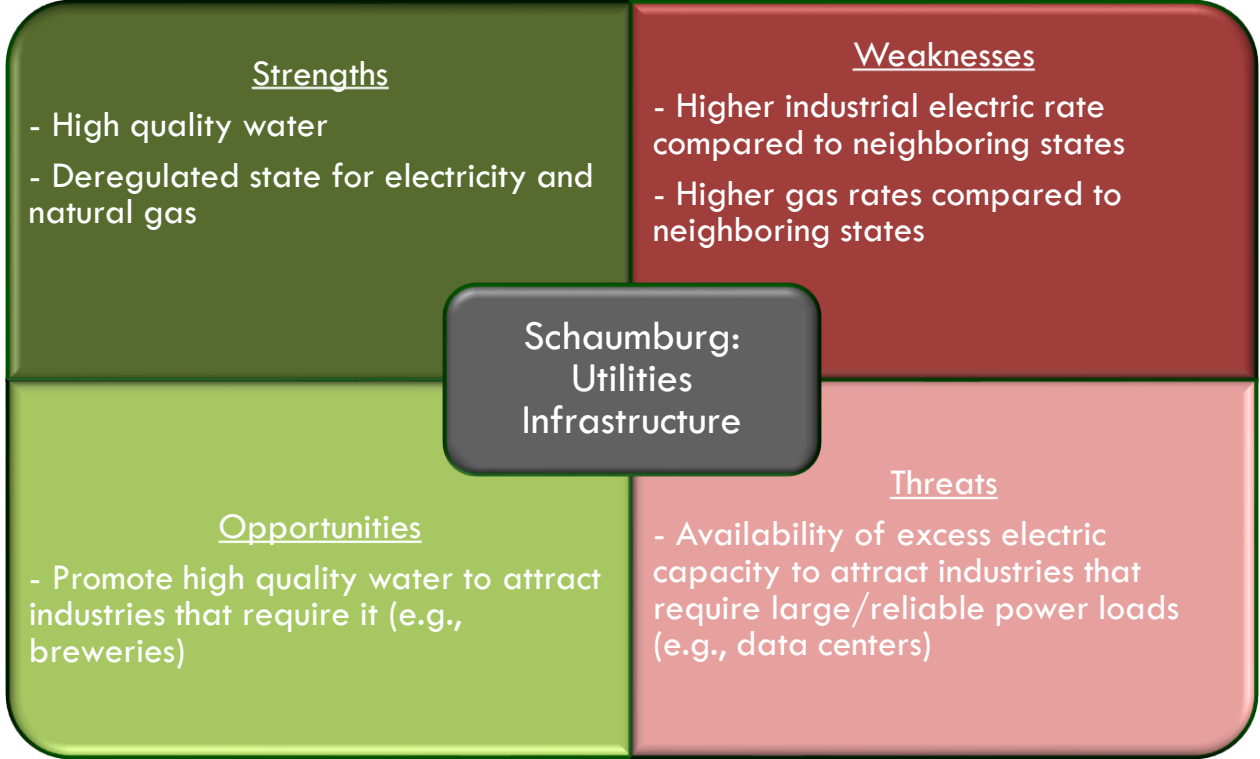 Strengths
- High quality water
- Deregulated state for electricity and
natural gas
Weaknesses
- Higher industrial electric rate
compared to neighboring states
- Higher gas rates compared to
neighboring states
Schaumburg:
Utilities
Infrastructure
Opportunities
- Promote high quality water to attract
industries that require it (e.g.,
breweries)
Threats
- Availability of excess electric
capacity to attract industries that
require large/reliable power loads
(e.g., data centers)